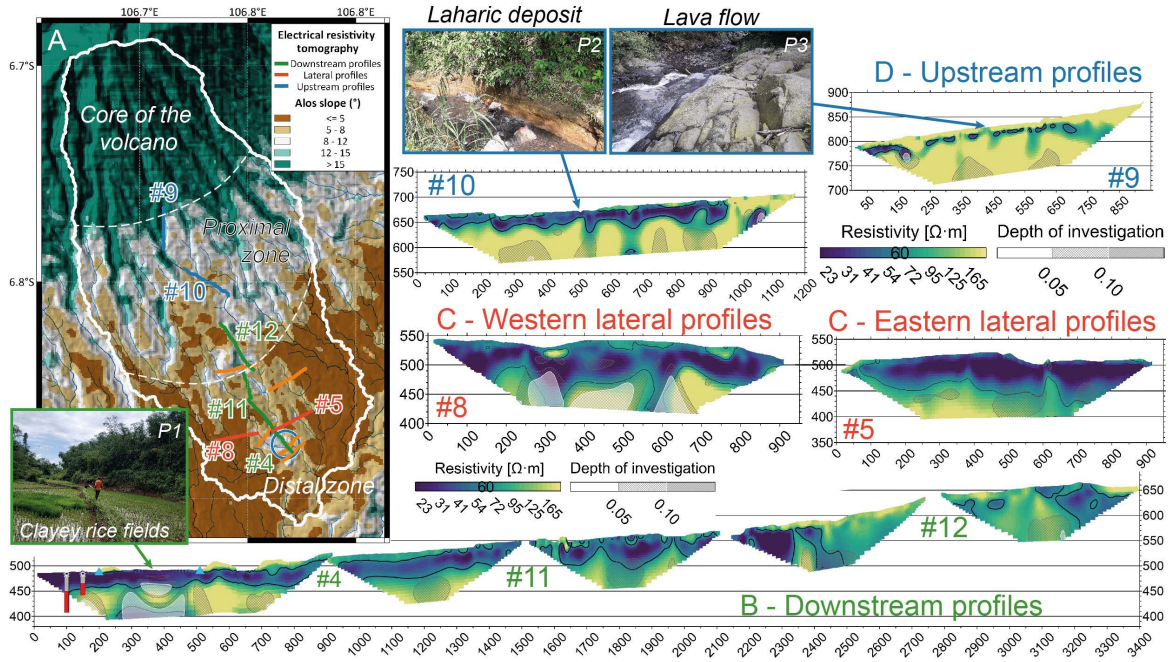 A
106.7°E
106.8°E
106.8°E
6.7°S
6.8°S
Electrical resistivity
tomography
Downstream profiles
Lateral profiles
Upstream profiles
Alos slope (°)
<= 5
5 - 8
8 - 12
12 - 15
> 15
Core of the
volcano
#9
Proximal
zone
#10
#12
#11
#5
#8
#4
Distal zone
P1
Clayey rice fields
Laharic deposit
Lava flow
P2
P3
D - Upstream profiles
900
850
800
750
700
#9
0 150 300 450 600 750 900
750
700
650
600
550
#10
0 100 200 300 400 500 600 700 800 900 1000 1100 1200
Resistivity [Ω·m]
60
23 31 41 54 72 95 125 165
Depth of investigation
0.05 0.10
C - Western lateral profiles
550
500
450
400
#8
0 100 200 300 400 500 600 700 800 900
C - Eastern lateral profiles
550
500
450
400
350
#5
0 100 200 300 400 500 600 700 800 900
Resistivity [Ω·m]
60
23 31 41 54 72 95 125 165
Depth of investigation
0.05 0.10
500
450
400
#4
550
500
#11
600
550
500
#12
650
600
550
500
450
400
B - Downstream profiles
0 100 200 300 400 500 600 700 800 900 1000 1100 1200 1300 1400 1500 1600 1700 1800 1900 2000 2100 2200 2300 2400 2500 2600 2700 2800 2900 3000 3100 3200 3300 3400